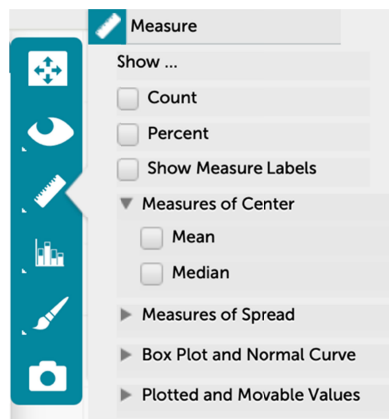 Measure
Show ...
Count
Percent
Show Measure Labels
Measures of Center
Mean
Median
Measures of Spread
Box Plot and Normal Curve
Plotted and Movable Values